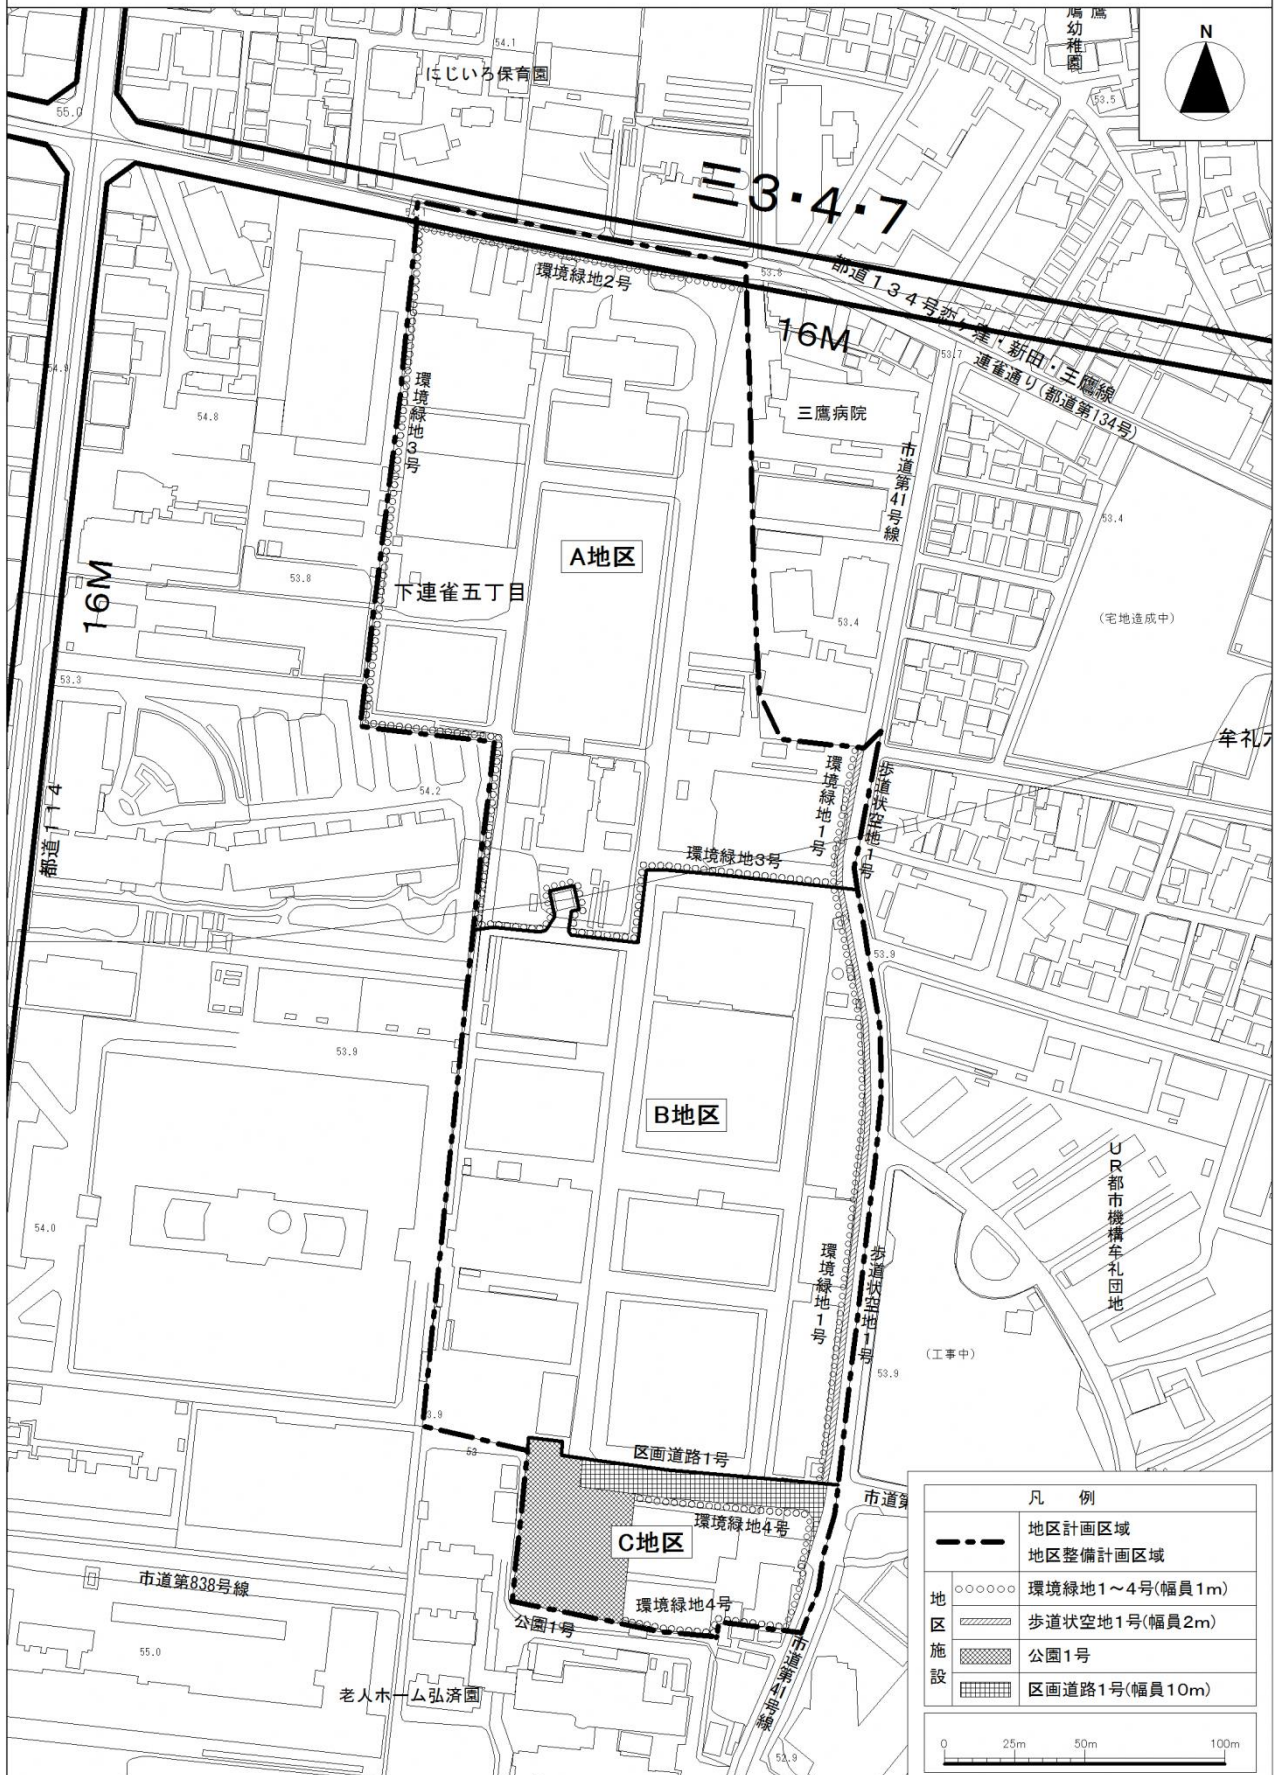 鷹
鷹幼稚園
N
54.1
にじいろ保育園
53.5
55.0
三3・4・7
54.1
環境緑地2号
53.8
都道134号恋ヶ窪・新田・三鷹線
16M
連雀通り(都道第134号)
53.7
54.9
環境緑地3号
54.8
三鷹病院
市道第41号線
53.4
A地区
16M
53.8
下連雀五丁目
53.4
(宅地造成中)
53.3
牟礼六
54.2
都道114
環境緑地1号
歩道状空地1号
環境緑地3号
53.9
53.9
B地区
UR都市機構牟礼団地
54.0
環境緑地1号
歩道状空地1号
(工事中)
53.9
3.9
53
区画道路1号
市道第
環境緑地4号
C地区
市道第838号線
環境緑地4号
公園1号
市道第41号線
55.0
老人ホーム弘済園
52.9
凡 例
地区計画区域
地区整備計画区域
地区施設
環境緑地1～4号(幅員1m)
歩道状空地1号(幅員2m)
公園1号
区画道路1号(幅員10m)
0 25m 50m 100m